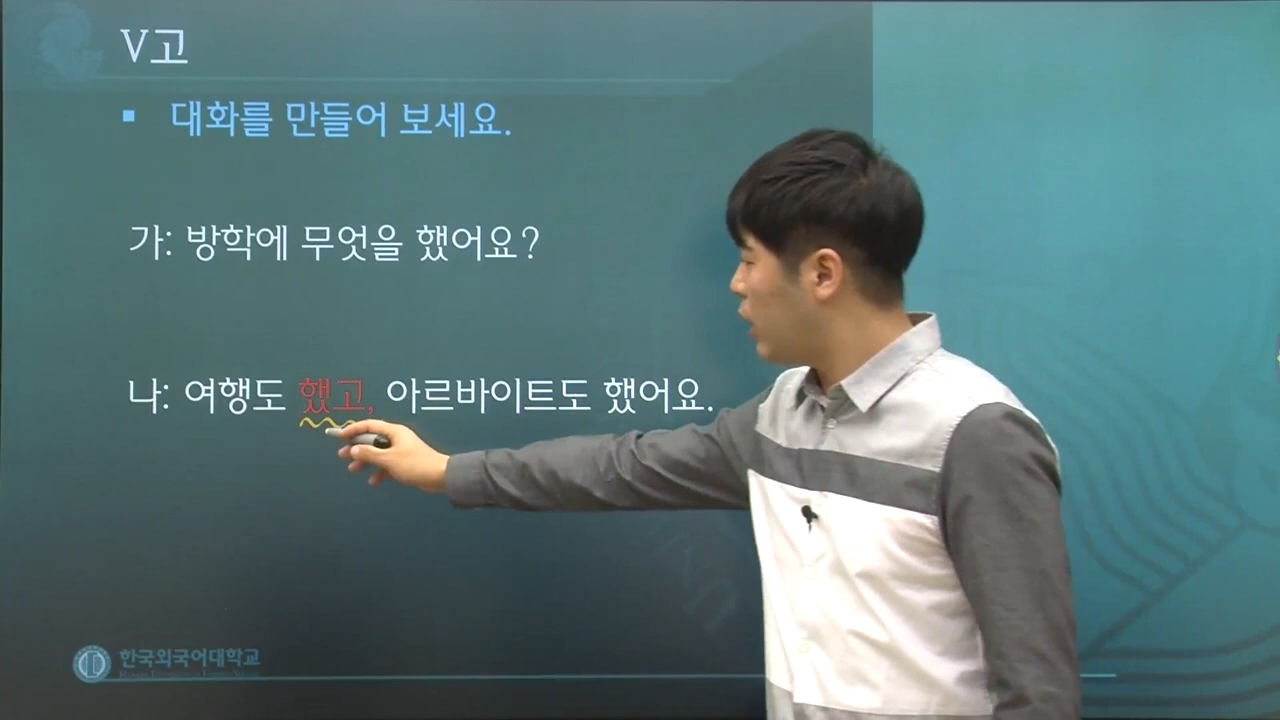 V고
▪ 대화를 만들어 보세요.
가: 방학에 무엇을 했어요?
나: 여행도 했고, 아르바이트도 했어요.
한국외국어대학교